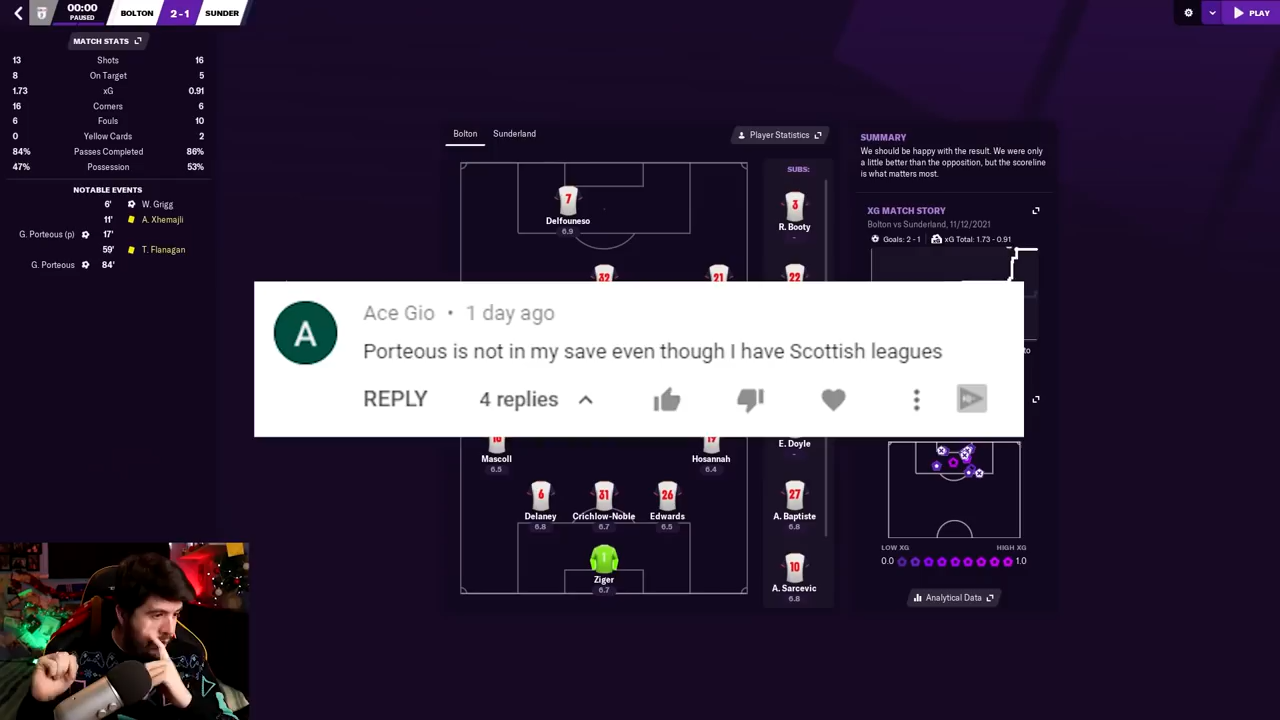 00:00
PAUSED
BOLTON
2-1
SUNDER
PLAY
MATCH STATS
13 Shots 16
8 On Target 5
1.73 xG 0.91
16 Corners 6
6 Fouls 10
0 Yellow Cards 2
84% Passes Completed 86%
47% Possession 53%
NOTABLE EVENTS
6' W. Grigg
11' A. Xhemajli
G. Porteous (p) 17'
59' T. Flanagan
G. Porteous 84'
Bolton Sunderland
Player Statistics
7
Delfouneso
6.9
32
21
SUBS:
3
R. Booty
-
22
SUMMARY
We should be happy with the result. We were only
a little better than the opposition, but the scoreline
is what matters most.
XG MATCH STORY
Bolton vs Sunderland, 11/12/2021
Goals: 2 - 1 xG Total: 1.73 - 0.91
A
Ace Gio • 1 day ago
Porteous is not in my save even though I have Scottish leagues
REPLY 4 replies
Mascoll
6.5
19
Hosannah
6.4
6
Delaney
6.8
31
Crichlow-Noble
6.7
26
Edwards
6.5
1
Ziger
6.7
E. Doyle
-
27
A. Baptiste
6.8
10
A. Sarcevic
6.8
LOW XG HIGH XG
0.0 1.0
Analytical Data